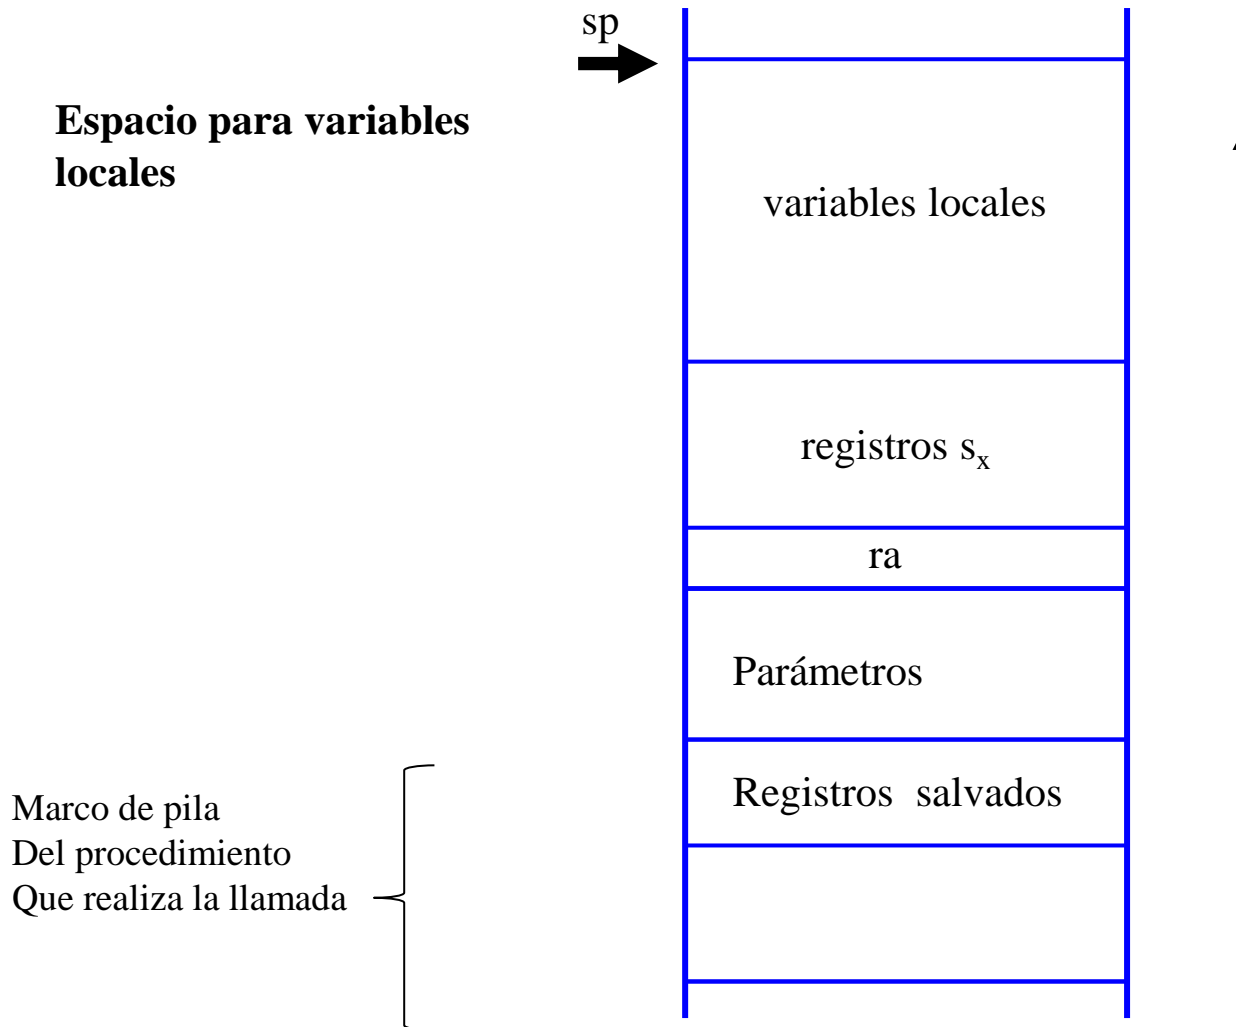 sp
Espacio para variables
locales
variables locales
registros sₓ
ra
Parámetros
Registros salvados
Marco de pila
Del procedimiento
Que realiza la llamada